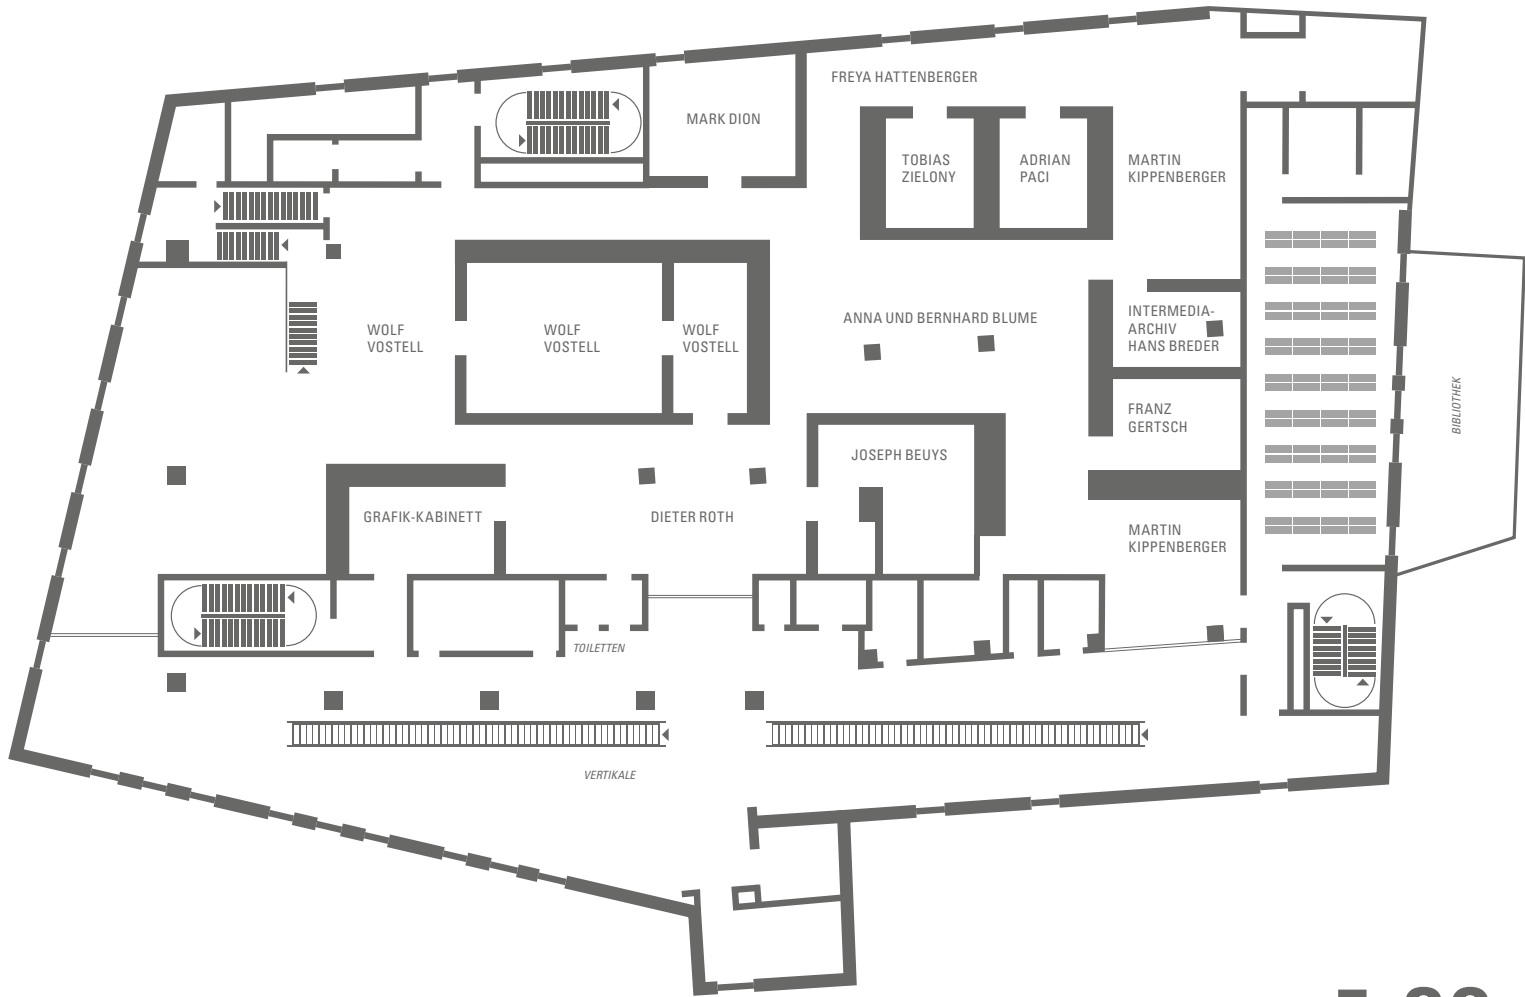 FREYA HATTENBERGER
MARK DION
TOBIAS
ZIELONY
ADRIAN
PACI
MARTIN
KIPPENBERGER
WOLF
VOSTELL
WOLF
VOSTELL
WOLF
VOSTELL
ANNA UND BERNHARD BLUME
INTERMEDIA-
ARCHIV
HANS BREDER
FRANZ
GERTSCH
BIBLIOTHEK
JOSEPH BEUYS
GRAFIK-KABINETT
DIETER ROTH
MARTIN
KIPPENBERGER
TOILETTEN
VERTIKALE